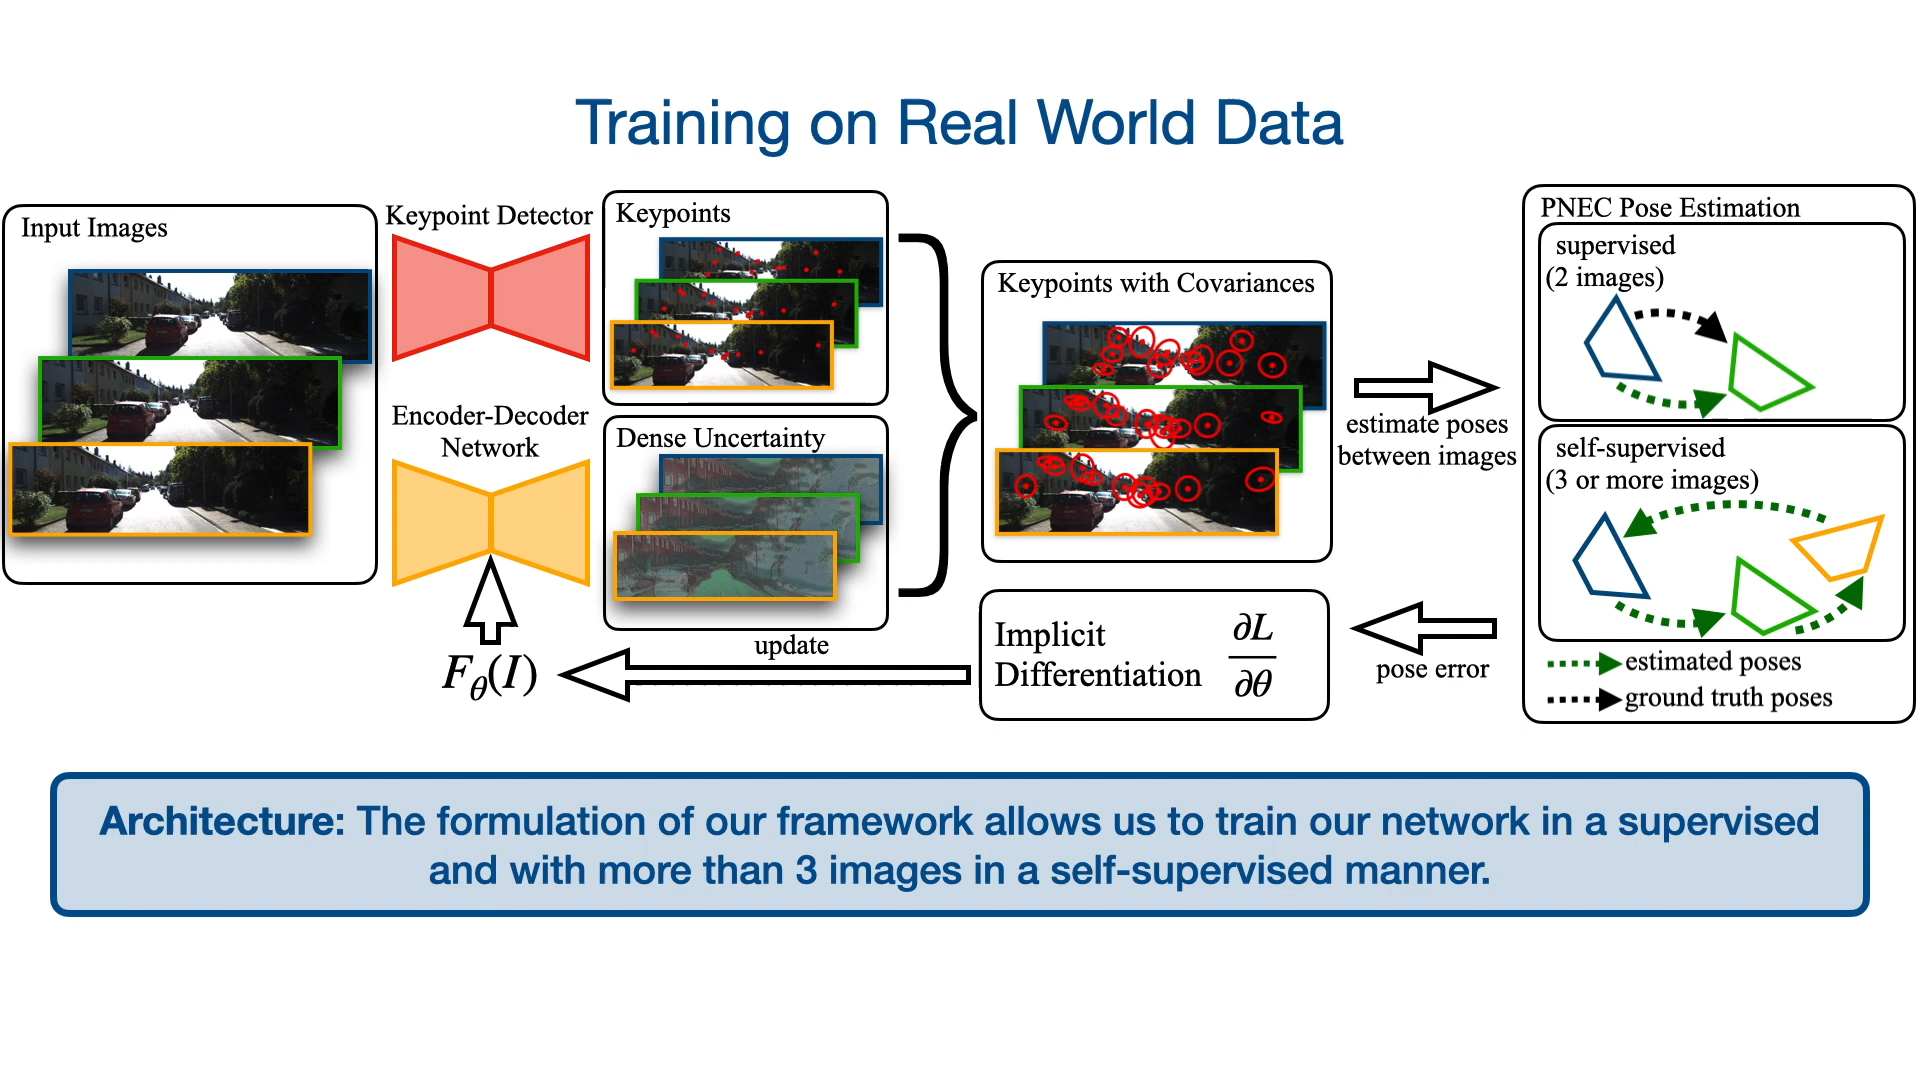 Training on Real World Data
Input Images
Keypoint Detector
Keypoints
Encoder-Decoder
Network
Dense Uncertainty
Keypoints with Covariances
estimate poses
between images
PNEC Pose Estimation
supervised
(2 images)
self-supervised
(3 or more images)
estimated poses
ground truth poses
pose error
Implicit
Differentiation
∂L
∂θ
update
Fθ(I)
Architecture: The formulation of our framework allows us to train our network in a supervised
and with more than 3 images in a self-supervised manner.